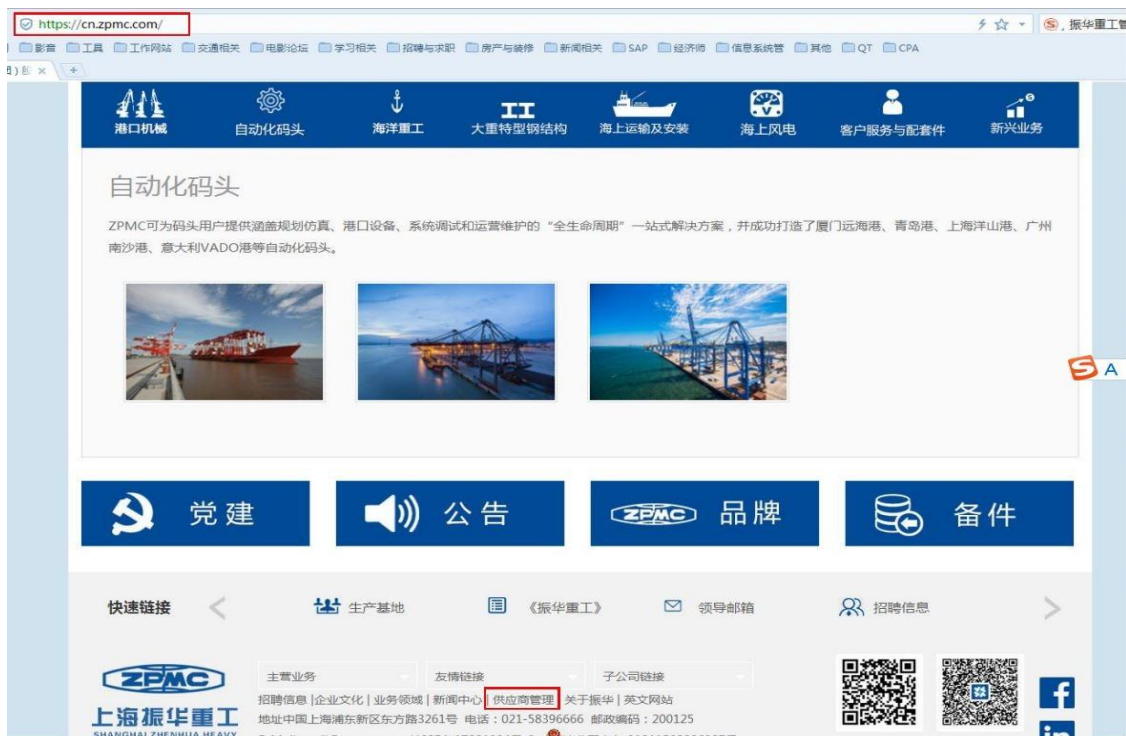 https://cn.zpmc.com/
振华重工
影音 工具 工作网站 交通相关 电影论坛 学习相关 招聘与求职 房产与装修 新闻相关 SAP 经济师 信息系统管 其他 QT CPA
港口机械 自动化码头 海洋重工 大重特型钢结构 海上运输及安装 海上风电 客户服务与配套件 新兴业务
自动化码头
ZPMC可为码头用户提供涵盖规划仿真、港口设备、系统调试和运营维护的“全生命周期”一站式解决方案,并成功打造了厦门远海港、青岛港、上海洋山港、广州
南沙港、意大利VADO港等自动化码头。
A
党建 公告 ZPMC 品牌 备件
快速链接 生产基地 《振华重工》 领导邮箱 招聘信息
ZPMC
主营业务 友情链接 子公司链接
招聘信息 |企业文化 | 业务领域 | 新闻中心 | 供应商管理 | 关于振华 | 英文网站
上海振华重工
地址中国上海浦东新区东方路3261号 电话:021-58396666 邮政编码:200125
SHANGHAI ZHENHUA HEAVY